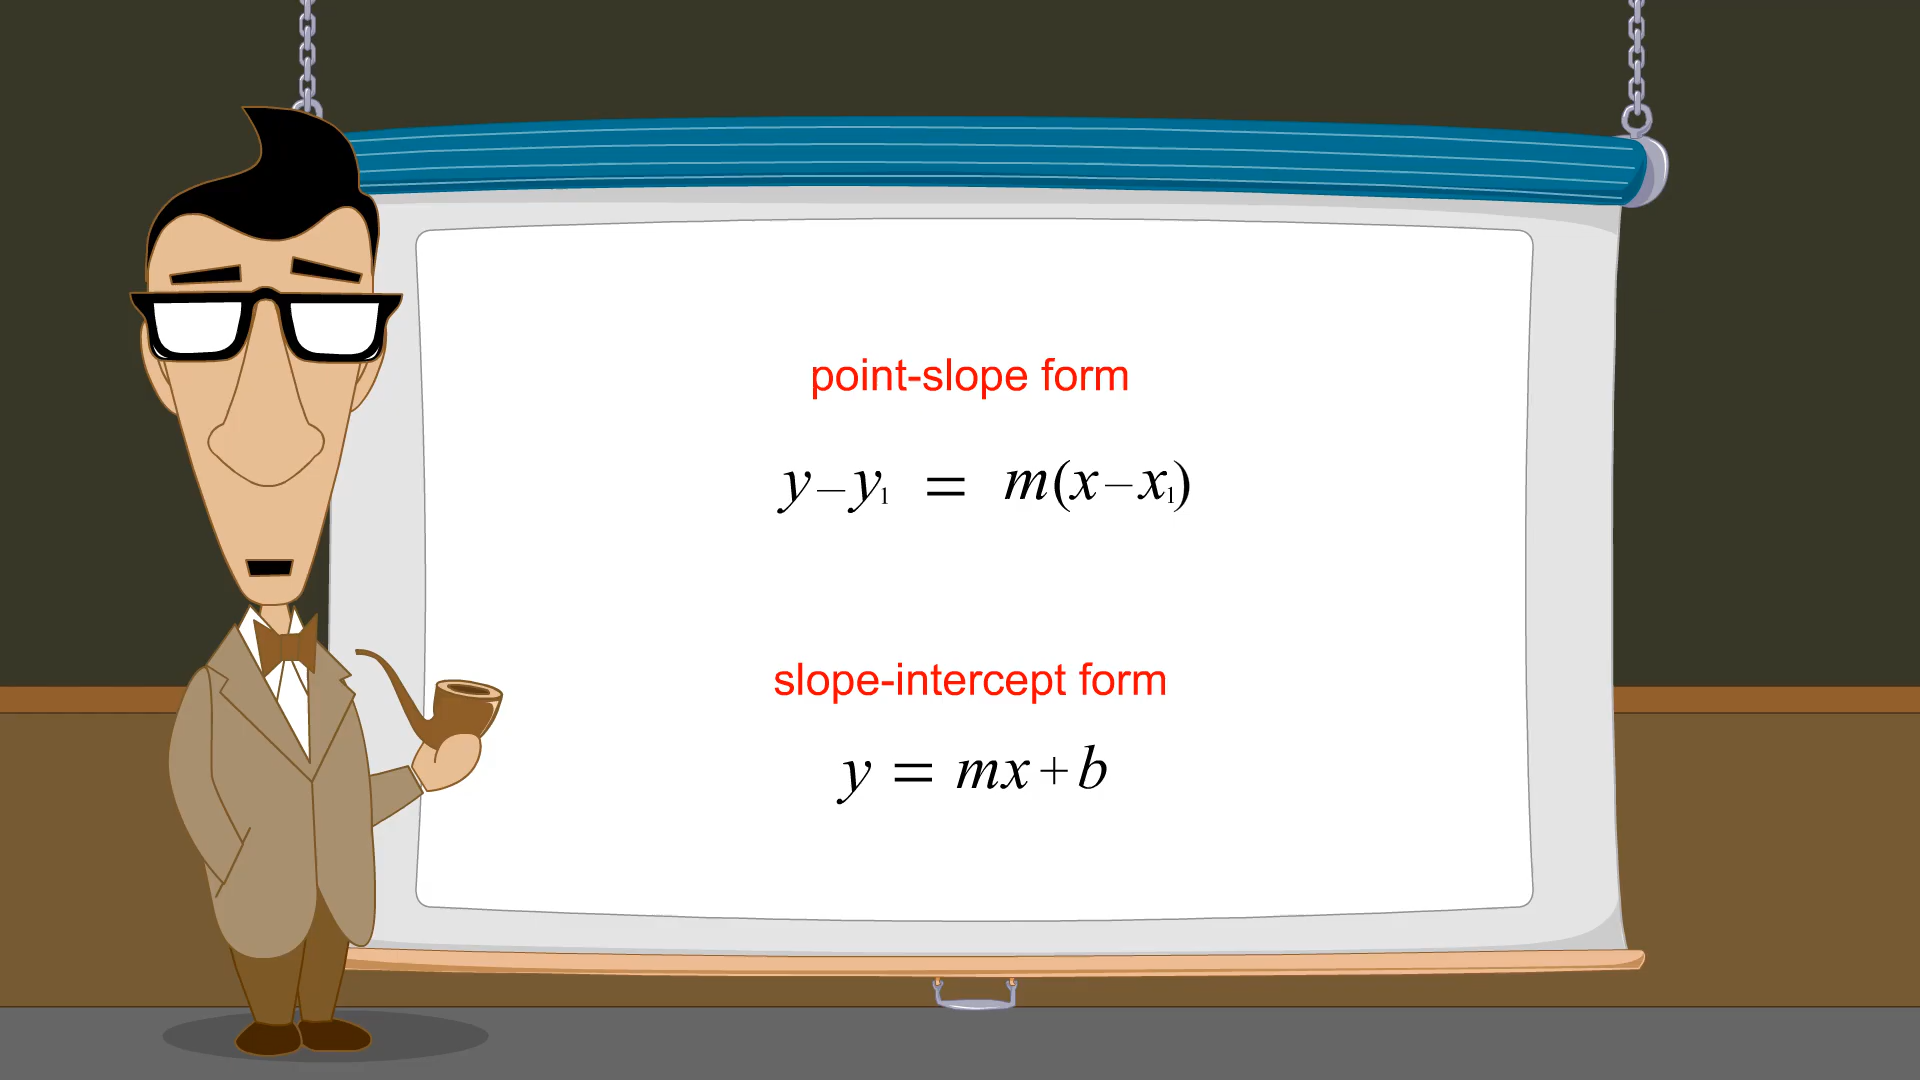 point-slope form
y – y₁ = m(x – x₁)
slope-intercept form
y = mx + b